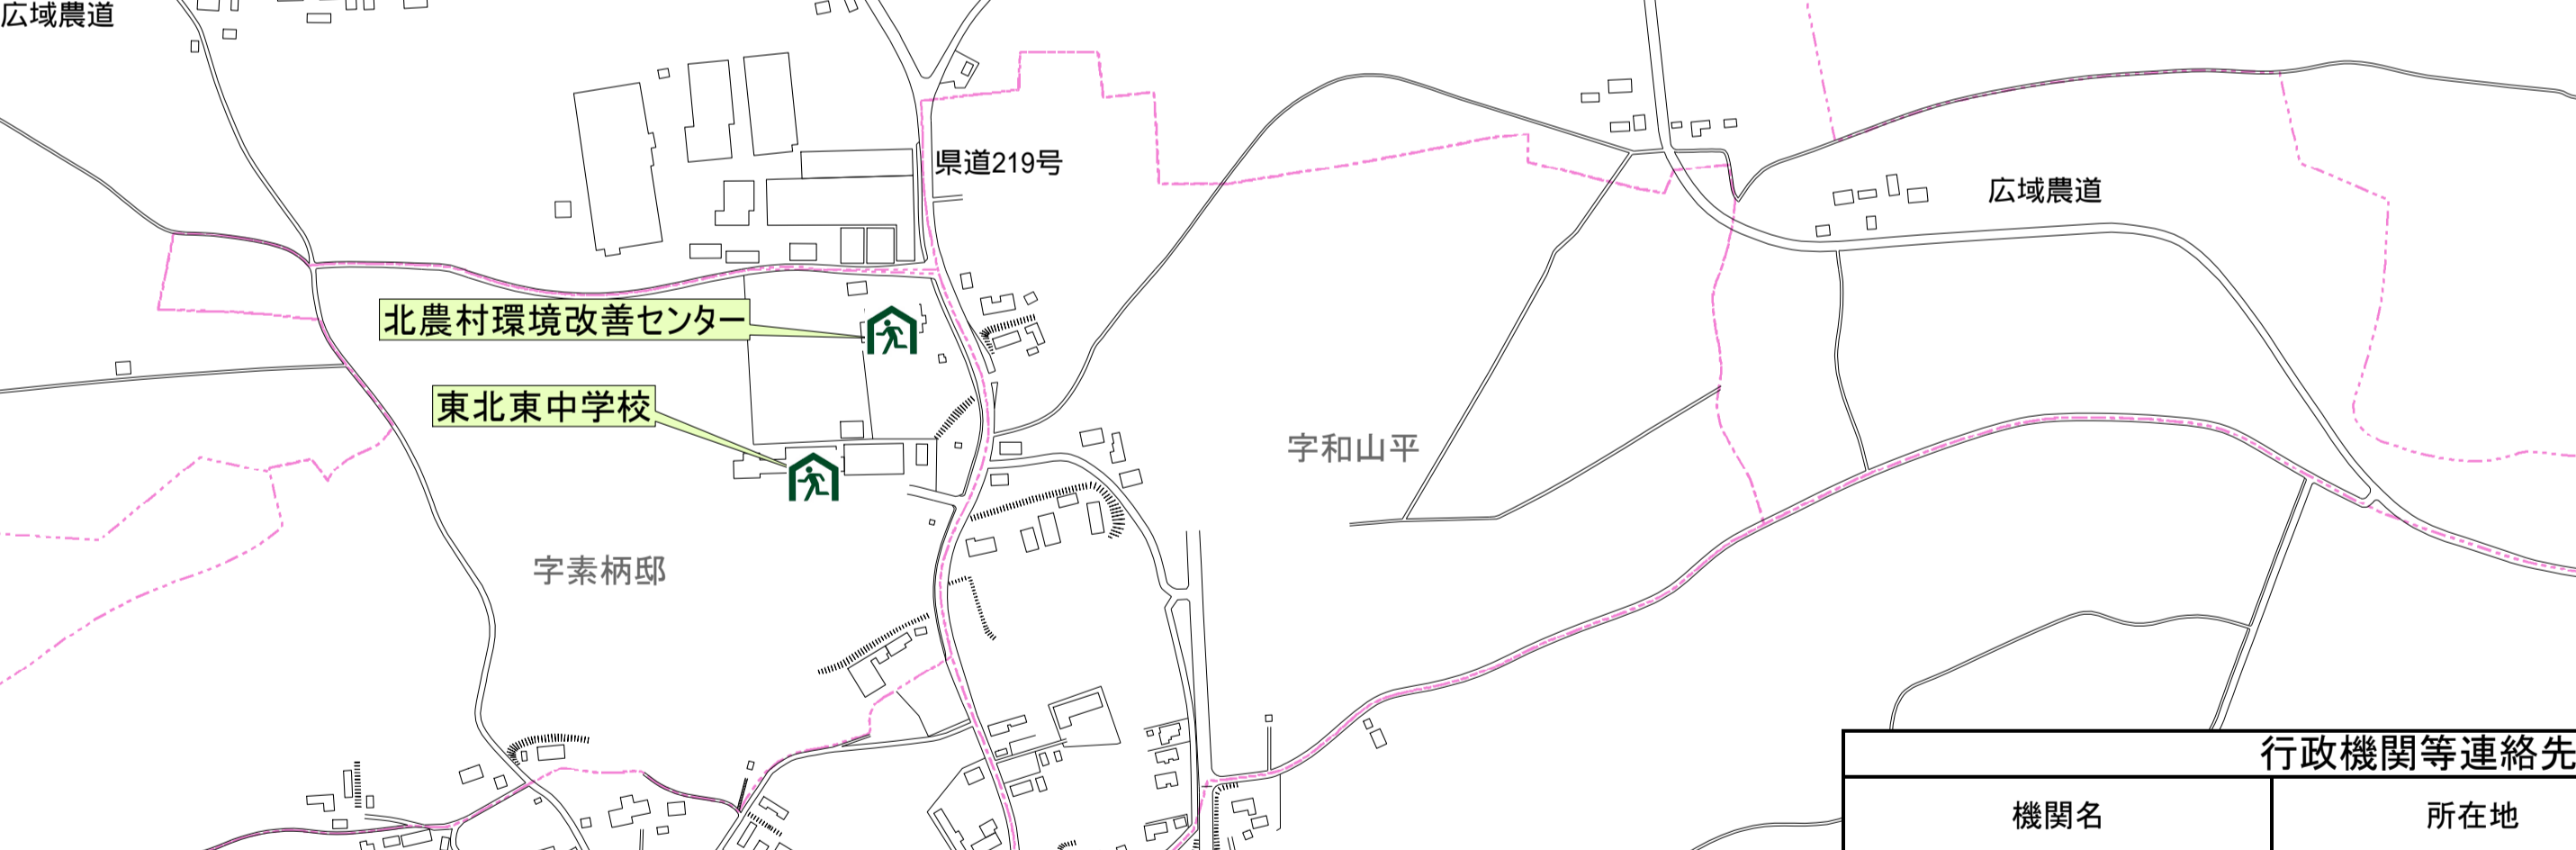 広域農道
県道219号
広域農道
北農村環境改善センター
東北東中学校
字和山平
字素柄邸
行政機関等連絡先
機関名
所在地